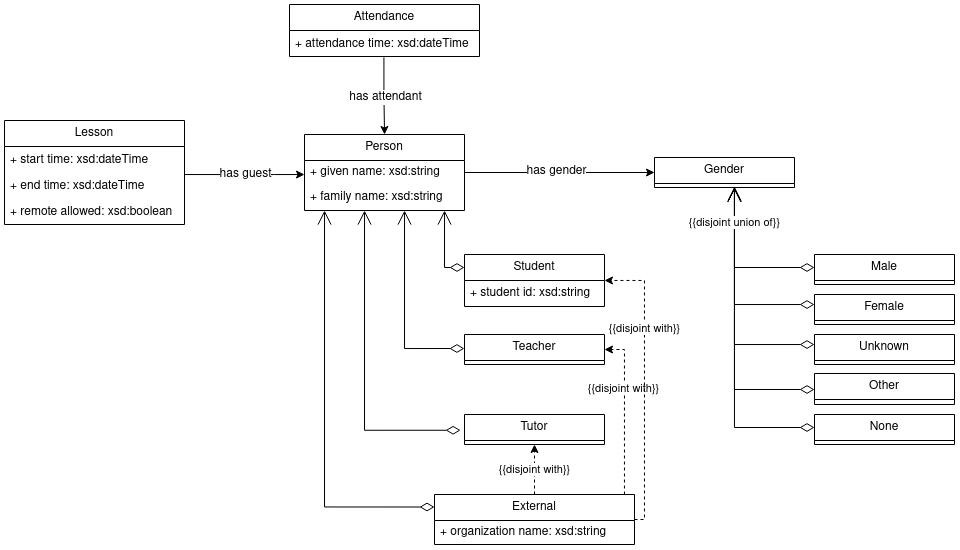 Attendance
+ attendance time: xsd:dateTime
has attendant
Lesson
+ start time: xsd:dateTime
+ end time: xsd:dateTime
+ remote allowed: xsd:boolean
has guest
Person
+ given name: xsd:string
+ family name: xsd:string
has gender
Gender
{{disjoint union of}}
Student
+ student id: xsd:string
Male
Female
{{disjoint with}}
Teacher
Unknown
{{disjoint with}}
Other
Tutor
None
{{disjoint with}}
External
+ organization name: xsd:string